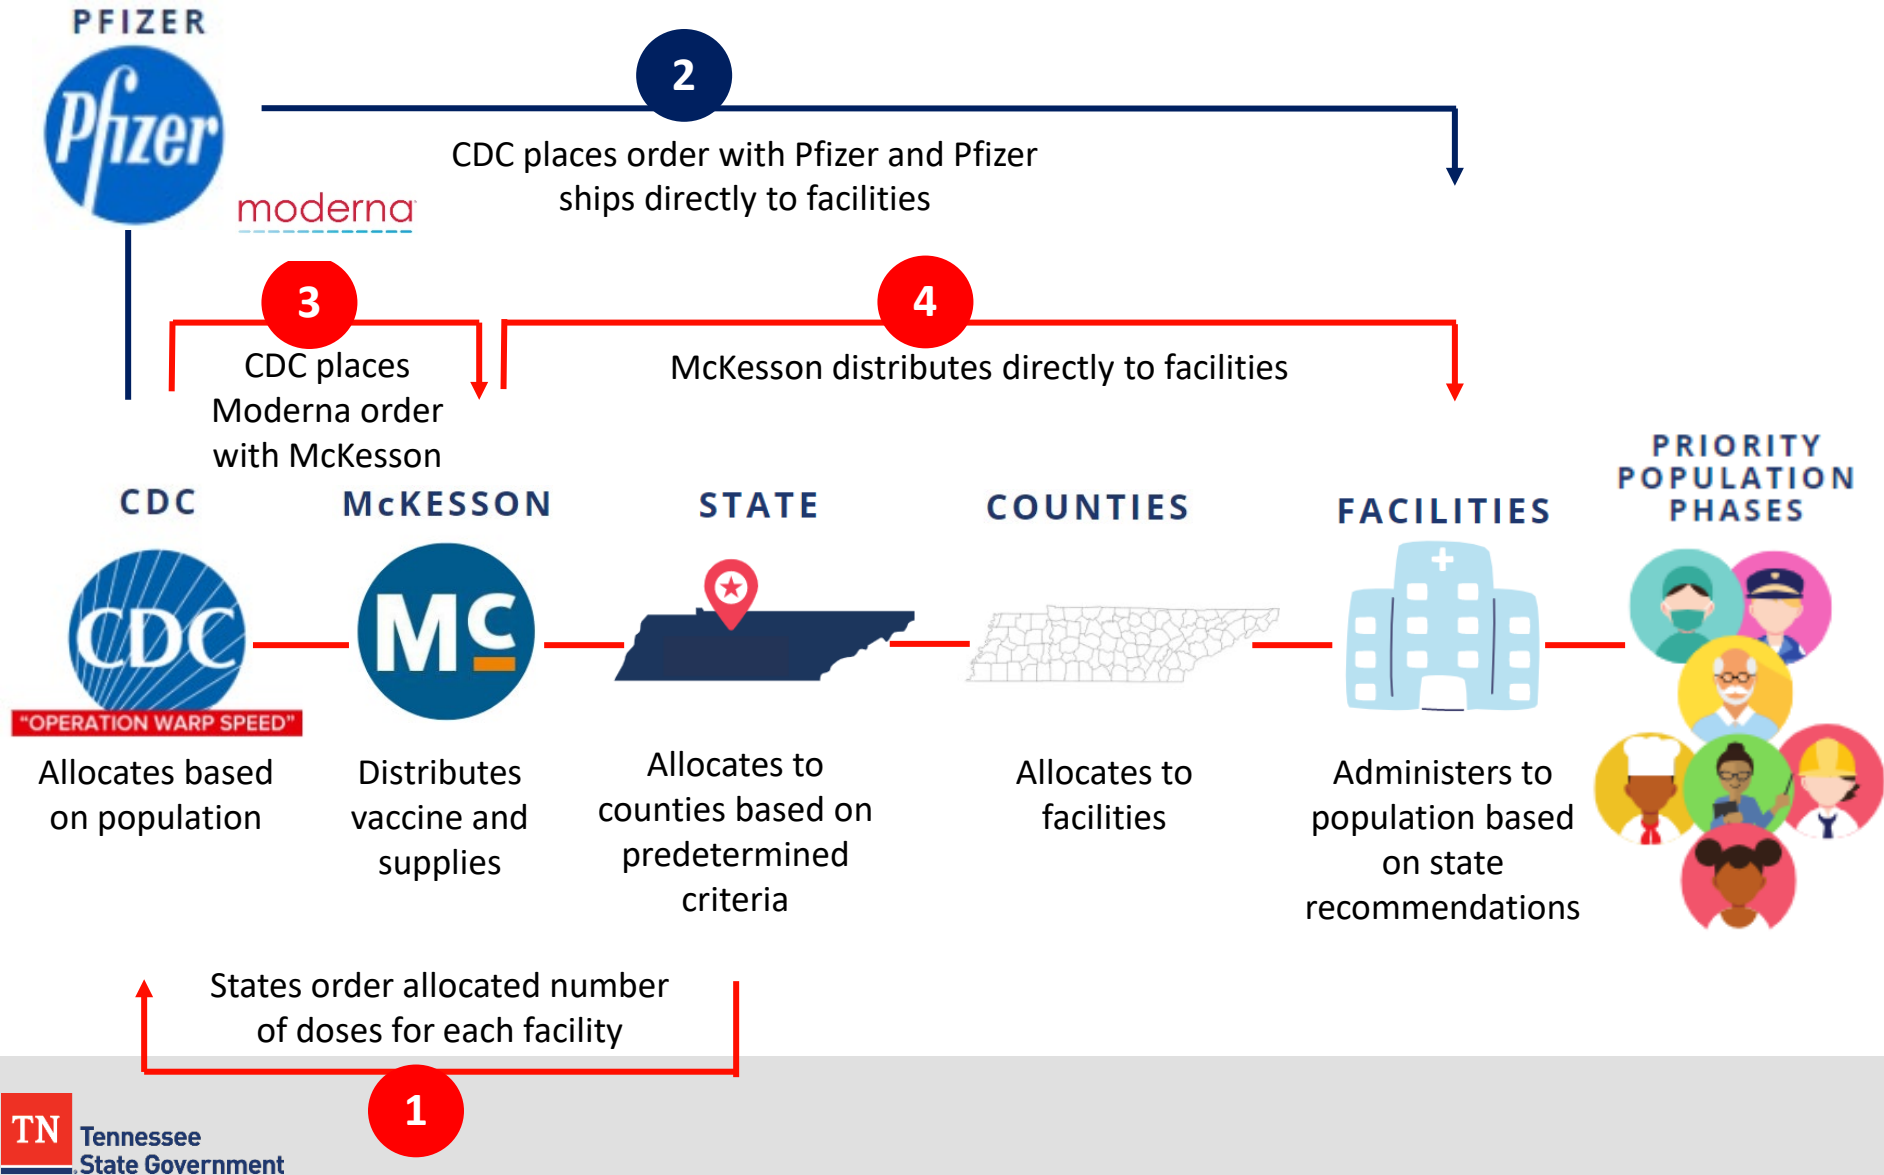 PFIZER
Pfizer
2
CDC places order with Pfizer and Pfizer
ships directly to facilities
moderna
3
CDC places
Moderna order
with McKesson
4
McKesson distributes directly to facilities
CDC
CDC
"OPERATION WARP SPEED"
Allocates based
on population
McKESSON
Mc
Distributes
vaccine and
supplies
STATE
Allocates to
counties based on
predetermined
criteria
COUNTIES
Allocates to
facilities
FACILITIES
Administers to
population based
on state
recommendations
PRIORITY
POPULATION
PHASES
States order allocated number
of doses for each facility
1
TN
Tennessee
State Government